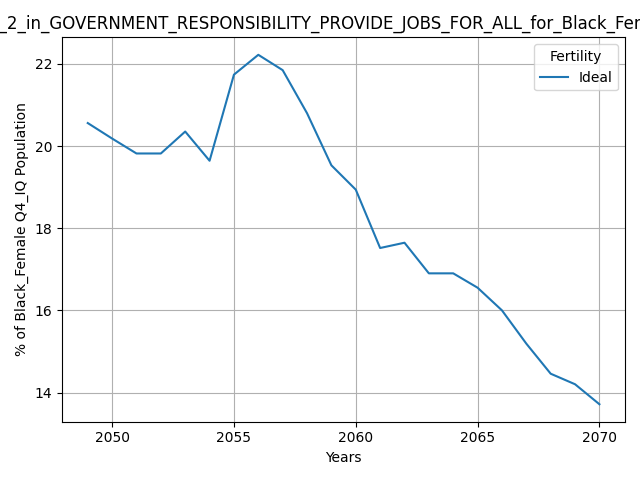 _2_in_GOVERNMENT_RESPONSIBILITY_PROVIDE_JOBS_FOR_ALL_for_Black_Fer
Fertility
Ideal
% of Black_Female Q4_IQ Population
22
20
18
16
14
2050
2055
2060
2065
2070
Years